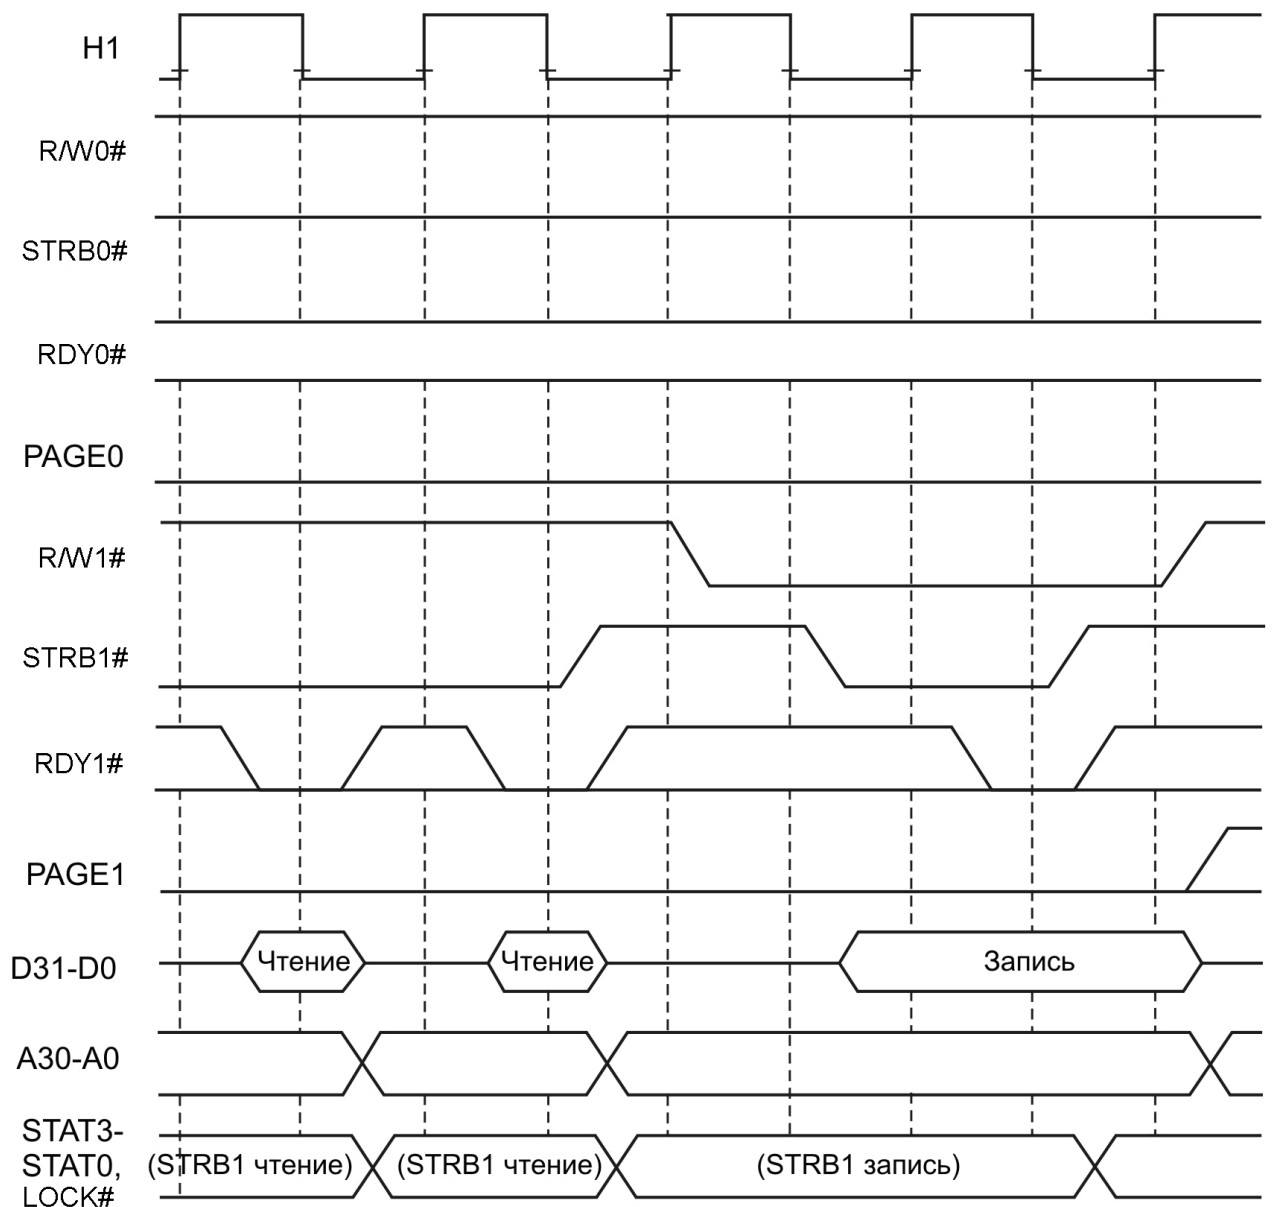 H1
R/W0#
STRB0#
RDY0#
PAGE0
R/W1#
STRB1#
RDY1#
PAGE1
D31-D0
Чтение
Чтение
Запись
A30-A0
STAT3-
STAT0,
LOCK#
(STRB1 чтение)
(STRB1 чтение)
(STRB1 запись)